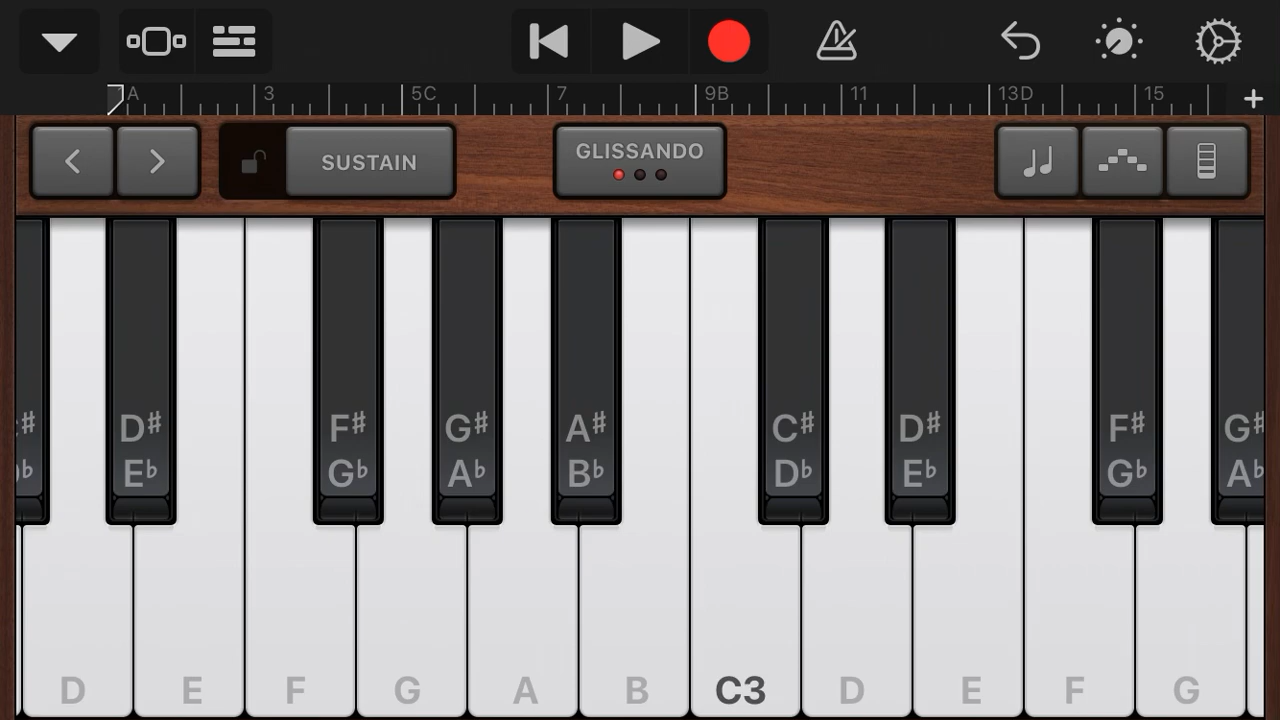 A 3 5C 7 9B 11 13D 15
SUSTAIN
GLISSANDO
D♯ F♯ G♯ A♯ C♯ D♯ F♯ G♯
E♭ G♭ A♭ B♭ D♭ E♭ G♭ A♭
D E F G A B C3 D E F G